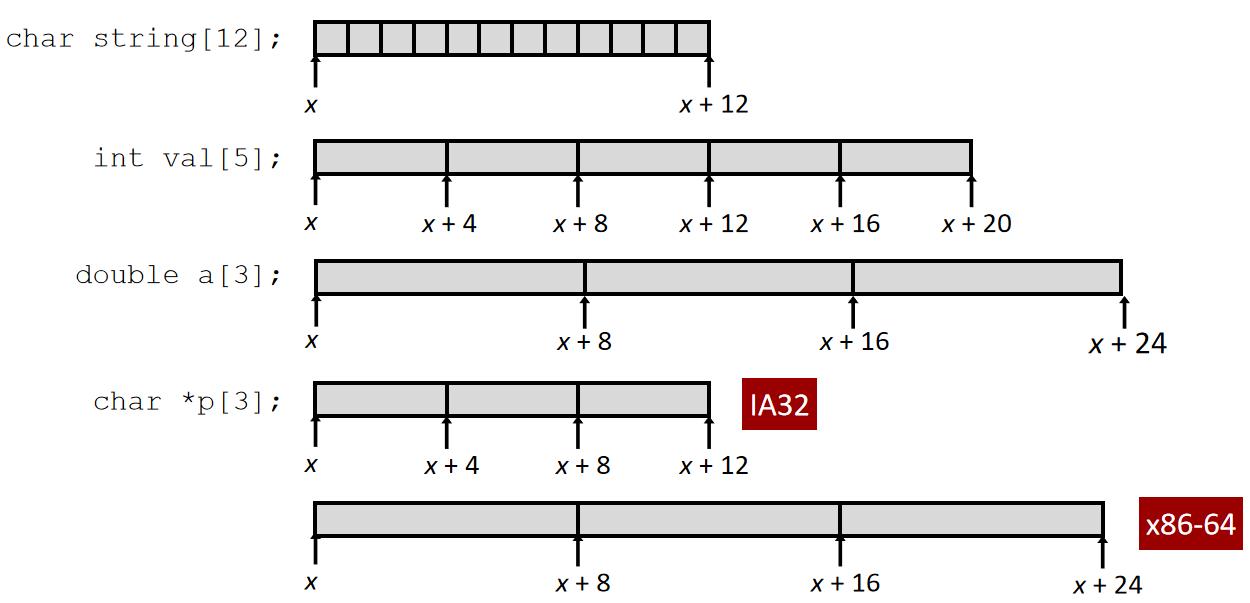 char string[12];
x x + 12
int val[5];
x x + 4 x + 8 x + 12 x + 16 x + 20
double a[3];
x x + 8 x + 16 x + 24
char *p[3]; IA32
x x + 4 x + 8 x + 12
x86-64
x x + 8 x + 16 x + 24